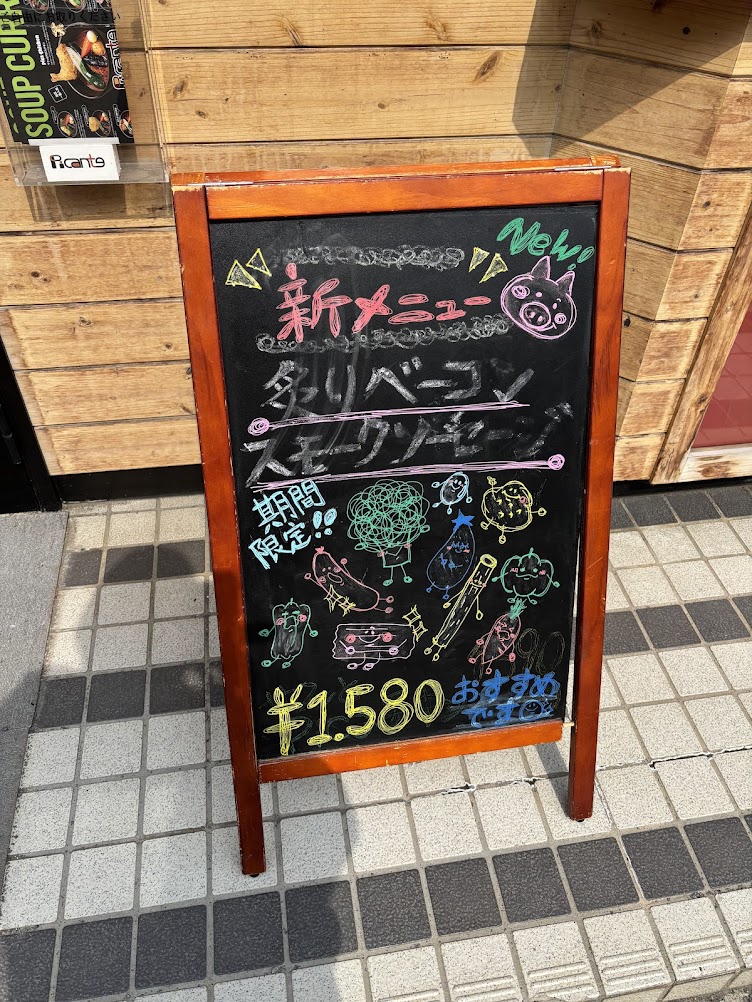 SOUP CURR
Picante
Picante
New!
新メニュー
炙りベーコン
スモークソーセージ
期間
限定!!
¥1.580
おすすめ
です